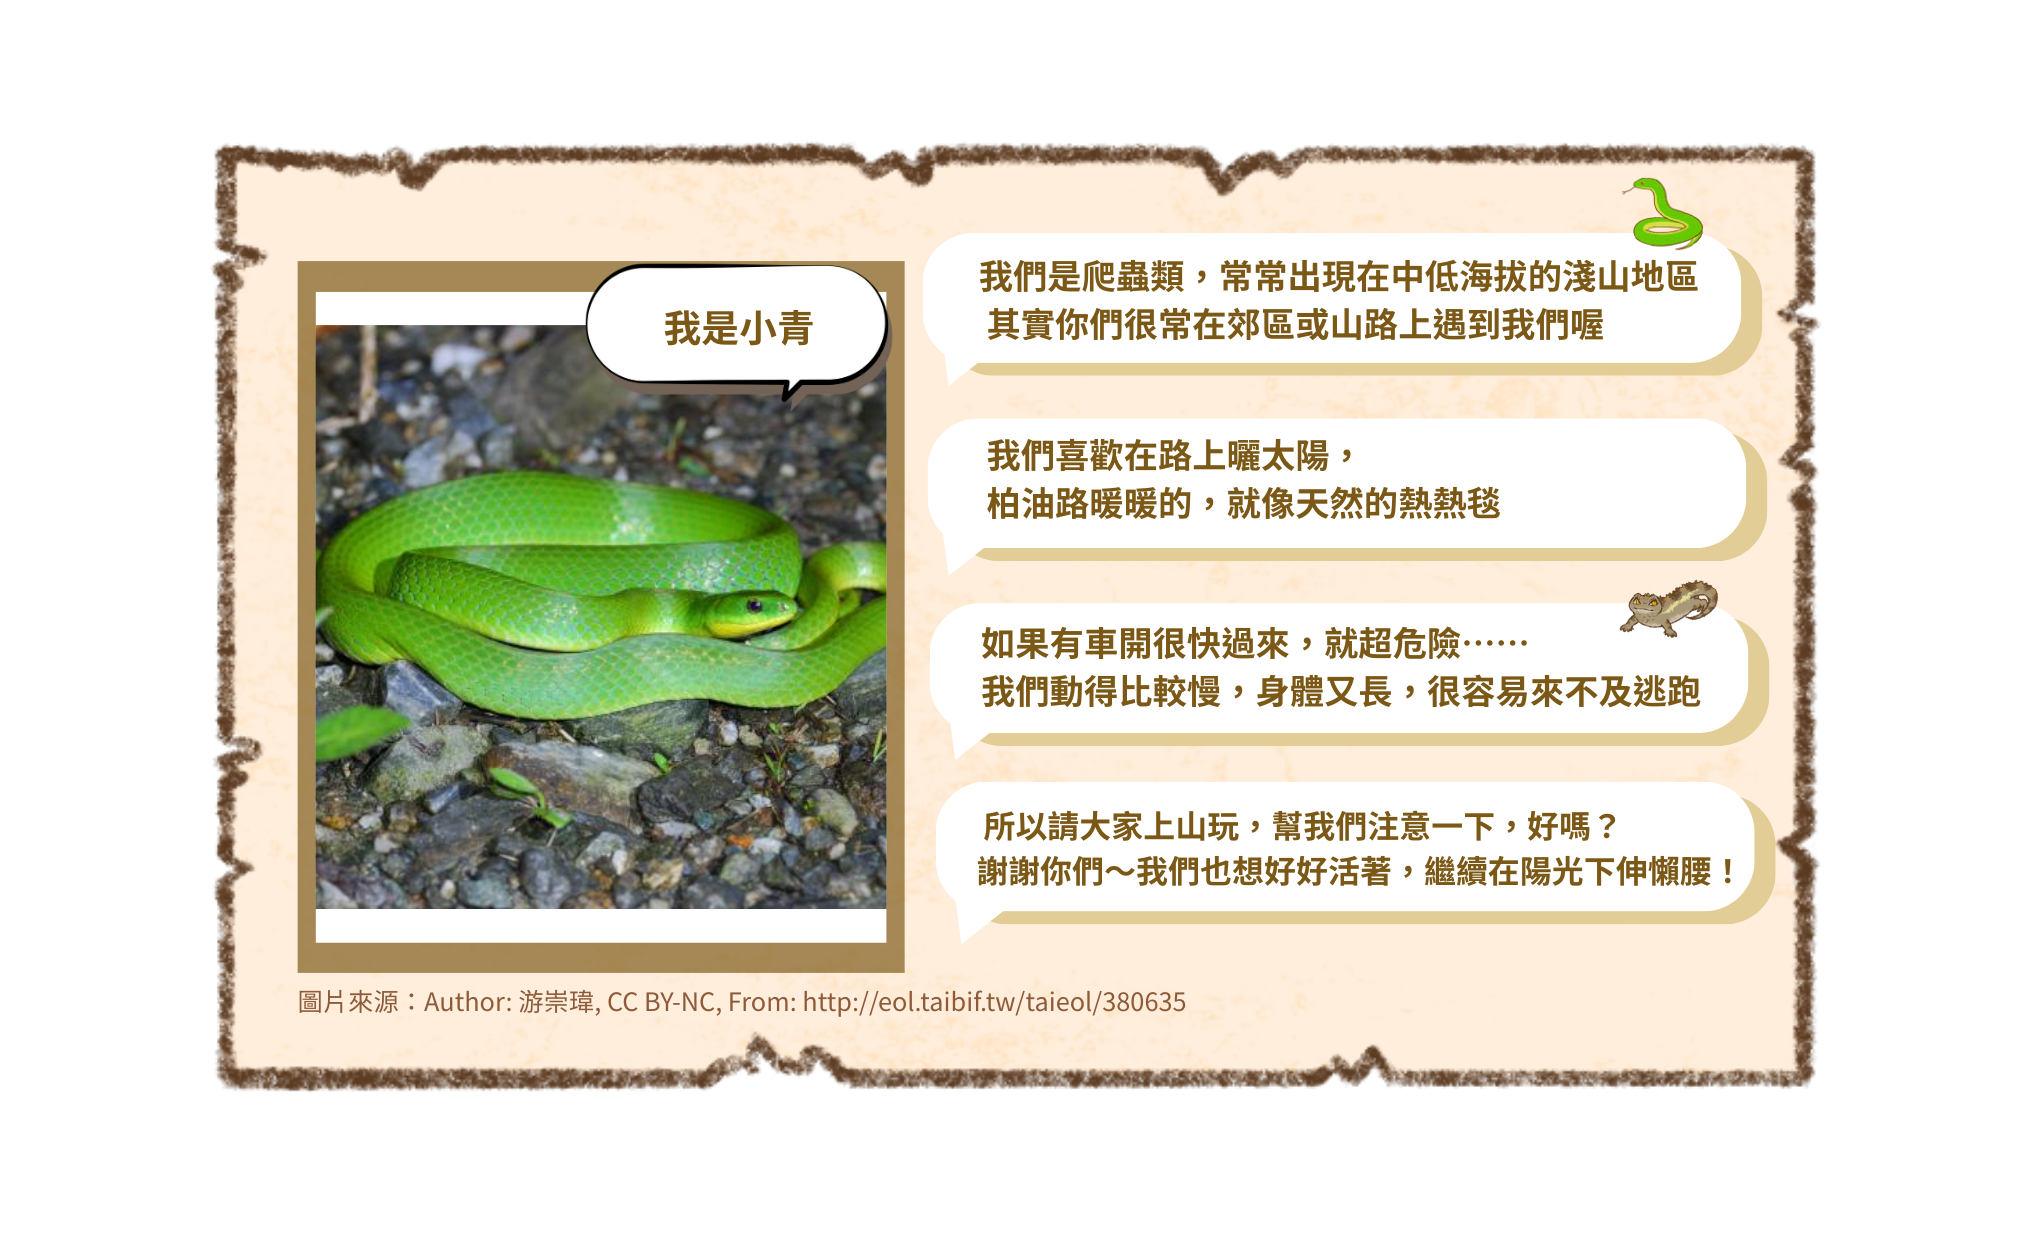 我是小青
我們是爬蟲類，常常出現在中低海拔的淺山地區
其實你們很常在郊區或山路上遇到我們喔
我們喜歡在路上曬太陽，
柏油路暖暖的，就像天然的熱熱毯
如果有車開很快過來，就超危險⋯⋯
我們動得比較慢，身體又長，很容易來不及逃跑
所以請大家上山玩，幫我們注意一下，好嗎？
謝謝你們～我們也想好好活著，繼續在陽光下伸懶腰！
圖片來源：Author: 游崇瑋, CC BY-NC, From: http://eol.taibif.tw/taieol/380635